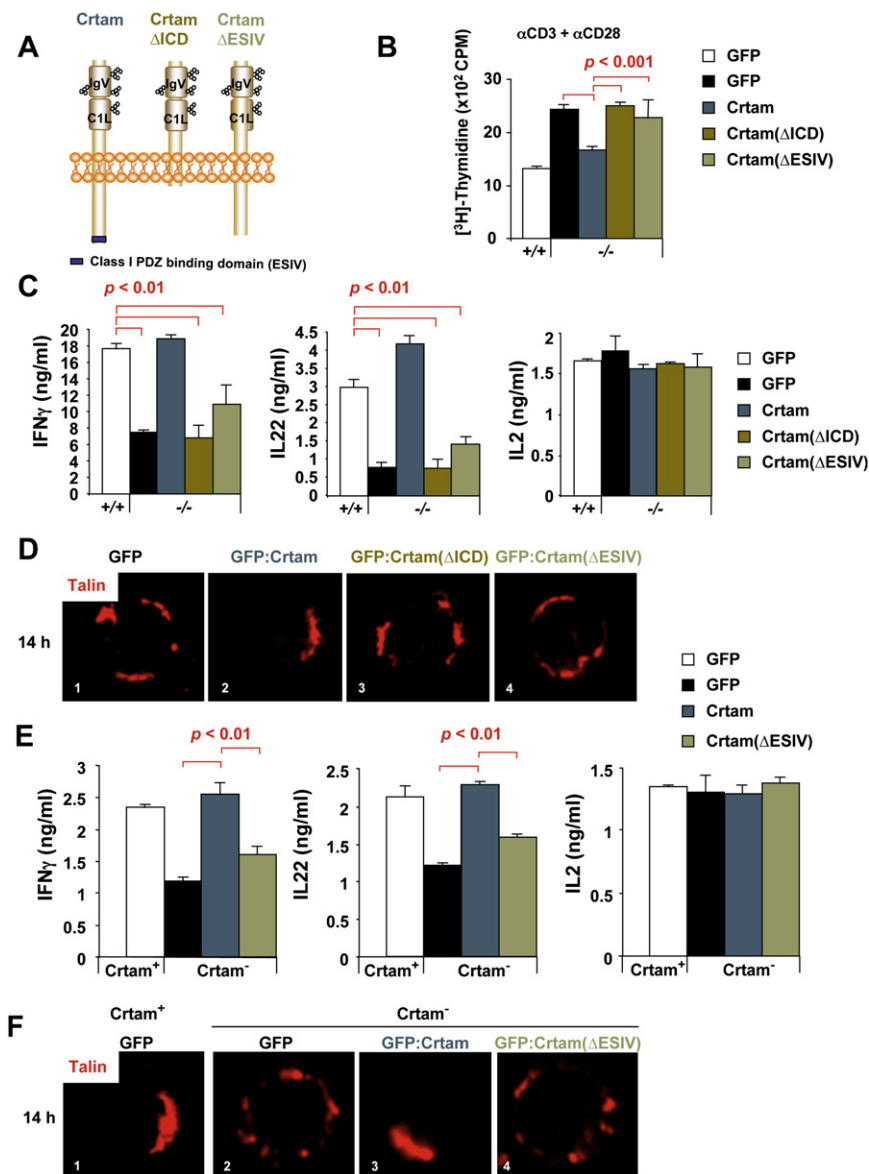 A
Crtam
Crtam
ΔICD
Crtam
ΔESIV
IgV
IgV
IgV
C1L
C1L
C1L
Class I PDZ binding domain (ESIV)
B
αCD3 + αCD28
p < 0.001
[³H]-Thymidine (x10² CPM)
30
20
10
0
+/+
-/-
GFP
GFP
Crtam
Crtam(ΔICD)
Crtam(ΔESIV)
C
p < 0.01
IFNγ (ng/ml)
20
18
16
14
12
10
8
6
4
2
0
+/+
-/-
p < 0.01
IL22 (ng/ml)
4.5
4
3.5
3
2.5
2
1.5
1
0.5
0
+/+
-/-
IL2 (ng/ml)
2
1.5
1
0.5
0
+/+
-/-
GFP
GFP
Crtam
Crtam(ΔICD)
Crtam(ΔESIV)
D
GFP
GFP:Crtam
GFP:Crtam(ΔICD)
GFP:Crtam(ΔESIV)
Talin
14 h
1
2
3
4
GFP
GFP
Crtam
Crtam(ΔESIV)
E
p < 0.01
IFNγ (ng/ml)
3
2.5
2
1.5
1
0.5
0
Crtam⁺
Crtam⁻
p < 0.01
IL22 (ng/ml)
2.5
2
1.5
1
0.5
0
Crtam⁺
Crtam⁻
IL2 (ng/ml)
1.5
1
0.5
0
Crtam⁺
Crtam⁻
F
Crtam⁺
Crtam⁻
GFP
GFP
GFP:Crtam
GFP:Crtam(ΔESIV)
Talin
14 h
1
2
3
4